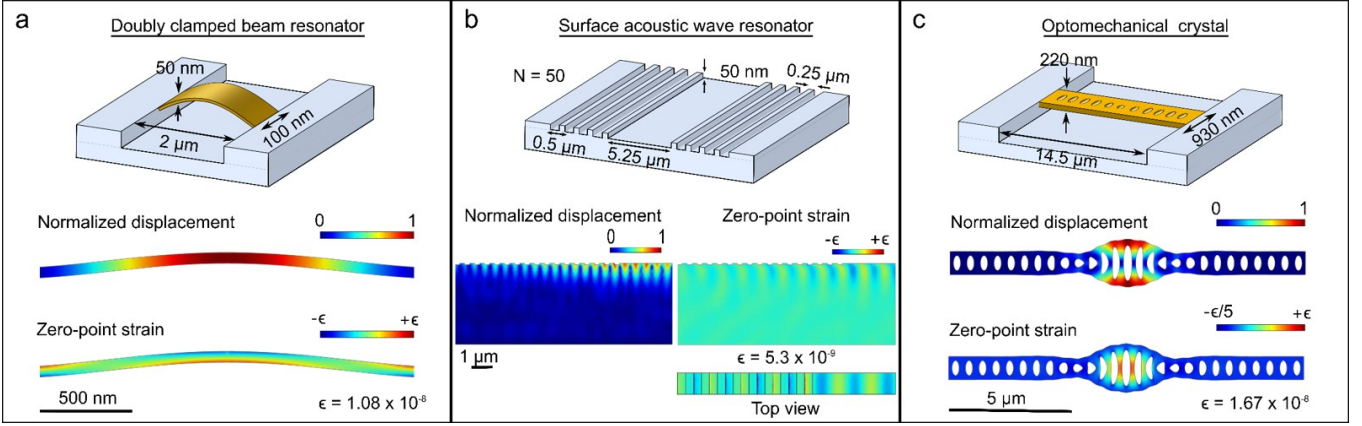 a
Doubly clamped beam resonator
50 nm
100 nm
2 µm
Normalized displacement
0
1
Zero-point strain
-ϵ
+ϵ
500 nm
ϵ = 1.08 x 10⁻⁸
b
Surface acoustic wave resonator
N = 50
50 nm
0.25 µm
0.5 µm
5.25 µm
Normalized displacement
0
1
Zero-point strain
-ϵ
+ϵ
1 µm
ϵ = 5.3 x 10⁻⁹
Top view
c
Optomechanical crystal
220 nm
930 nm
14.5 µm
Normalized displacement
0
1
Zero-point strain
-ϵ/5
+ϵ
5 µm
ϵ = 1.67 x 10⁻⁸